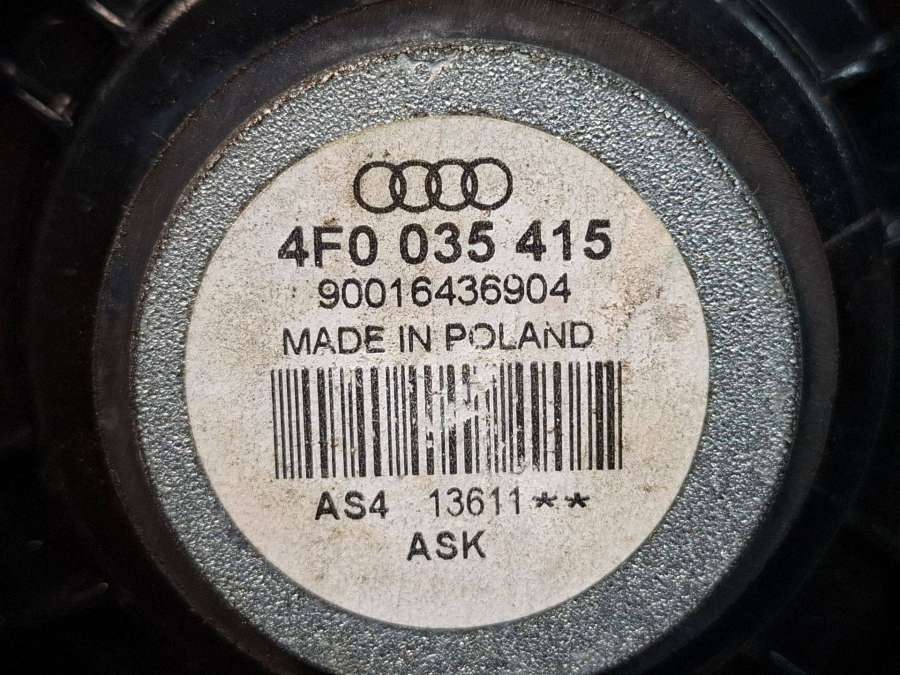 4F0 035 415
90016436904
MADE IN POLAND
AS4 13611**
ASK